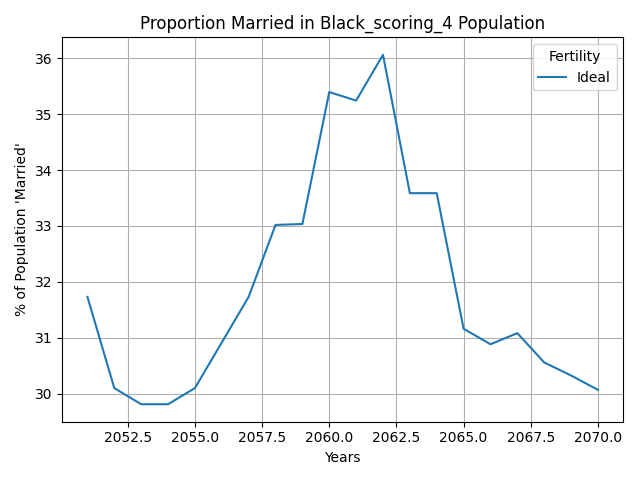 Proportion Married in Black_scoring_4 Population
Fertility
Ideal
% of Population 'Married'
36
35
34
33
32
31
30
2052.5 2055.0 2057.5 2060.0 2062.5 2065.0 2067.5 2070.0
Years